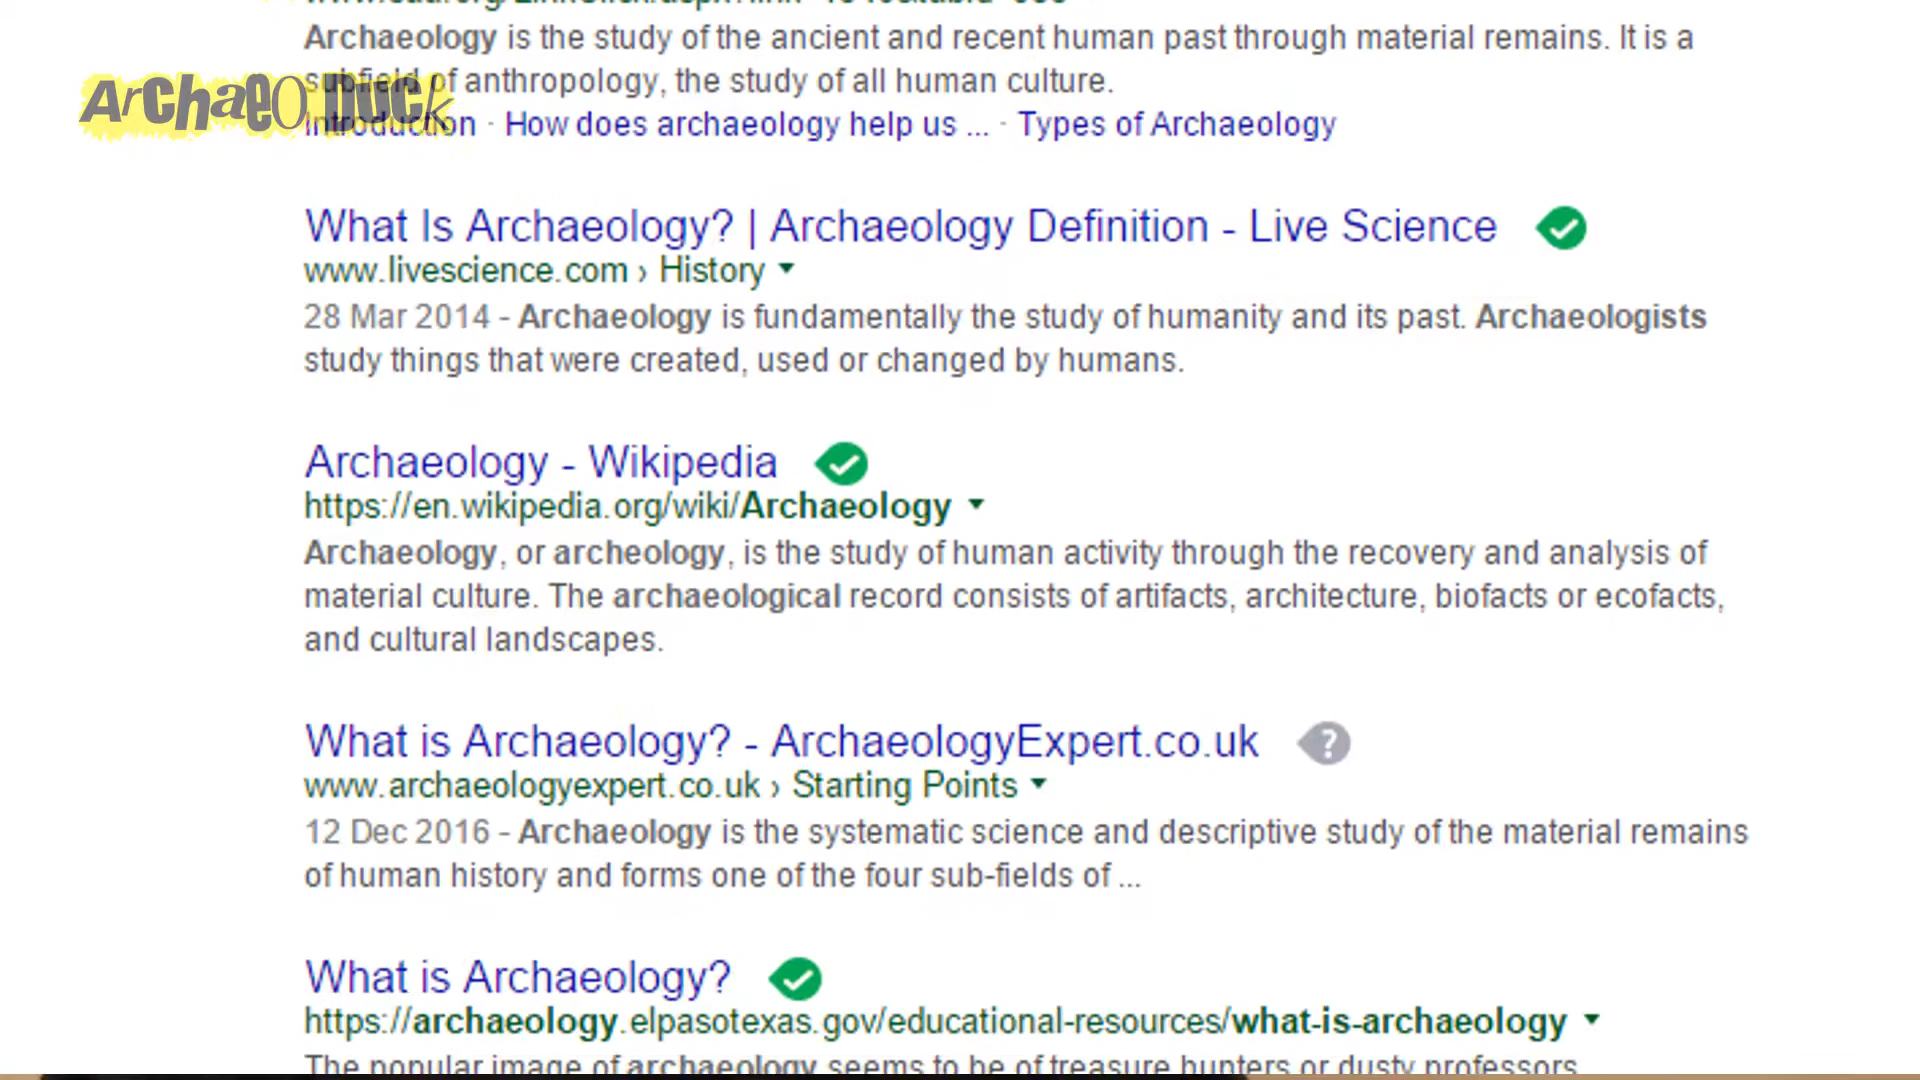 Archaeology is the study of the ancient and recent human past through material remains. It is a
subfield of anthropology, the study of all human culture.
ArchaeO Duck
Introduction · How does archaeology help us ... · Types of Archaeology
What Is Archaeology? | Archaeology Definition - Live Science
www.livescience.com › History
28 Mar 2014 - Archaeology is fundamentally the study of humanity and its past. Archaeologists
study things that were created, used or changed by humans.
Archaeology - Wikipedia
https://en.wikipedia.org/wiki/Archaeology
Archaeology, or archeology, is the study of human activity through the recovery and analysis of
material culture. The archaeological record consists of artifacts, architecture, biofacts or ecofacts,
and cultural landscapes.
What is Archaeology? - ArchaeologyExpert.co.uk
?
www.archaeologyexpert.co.uk › Starting Points
12 Dec 2016 - Archaeology is the systematic science and descriptive study of the material remains
of human history and forms one of the four sub-fields of ...
What is Archaeology?
https://archaeology.elpasotexas.gov/educational-resources/what-is-archaeology
The popular image of archaeology seems to be of treasure hunters or dusty professors